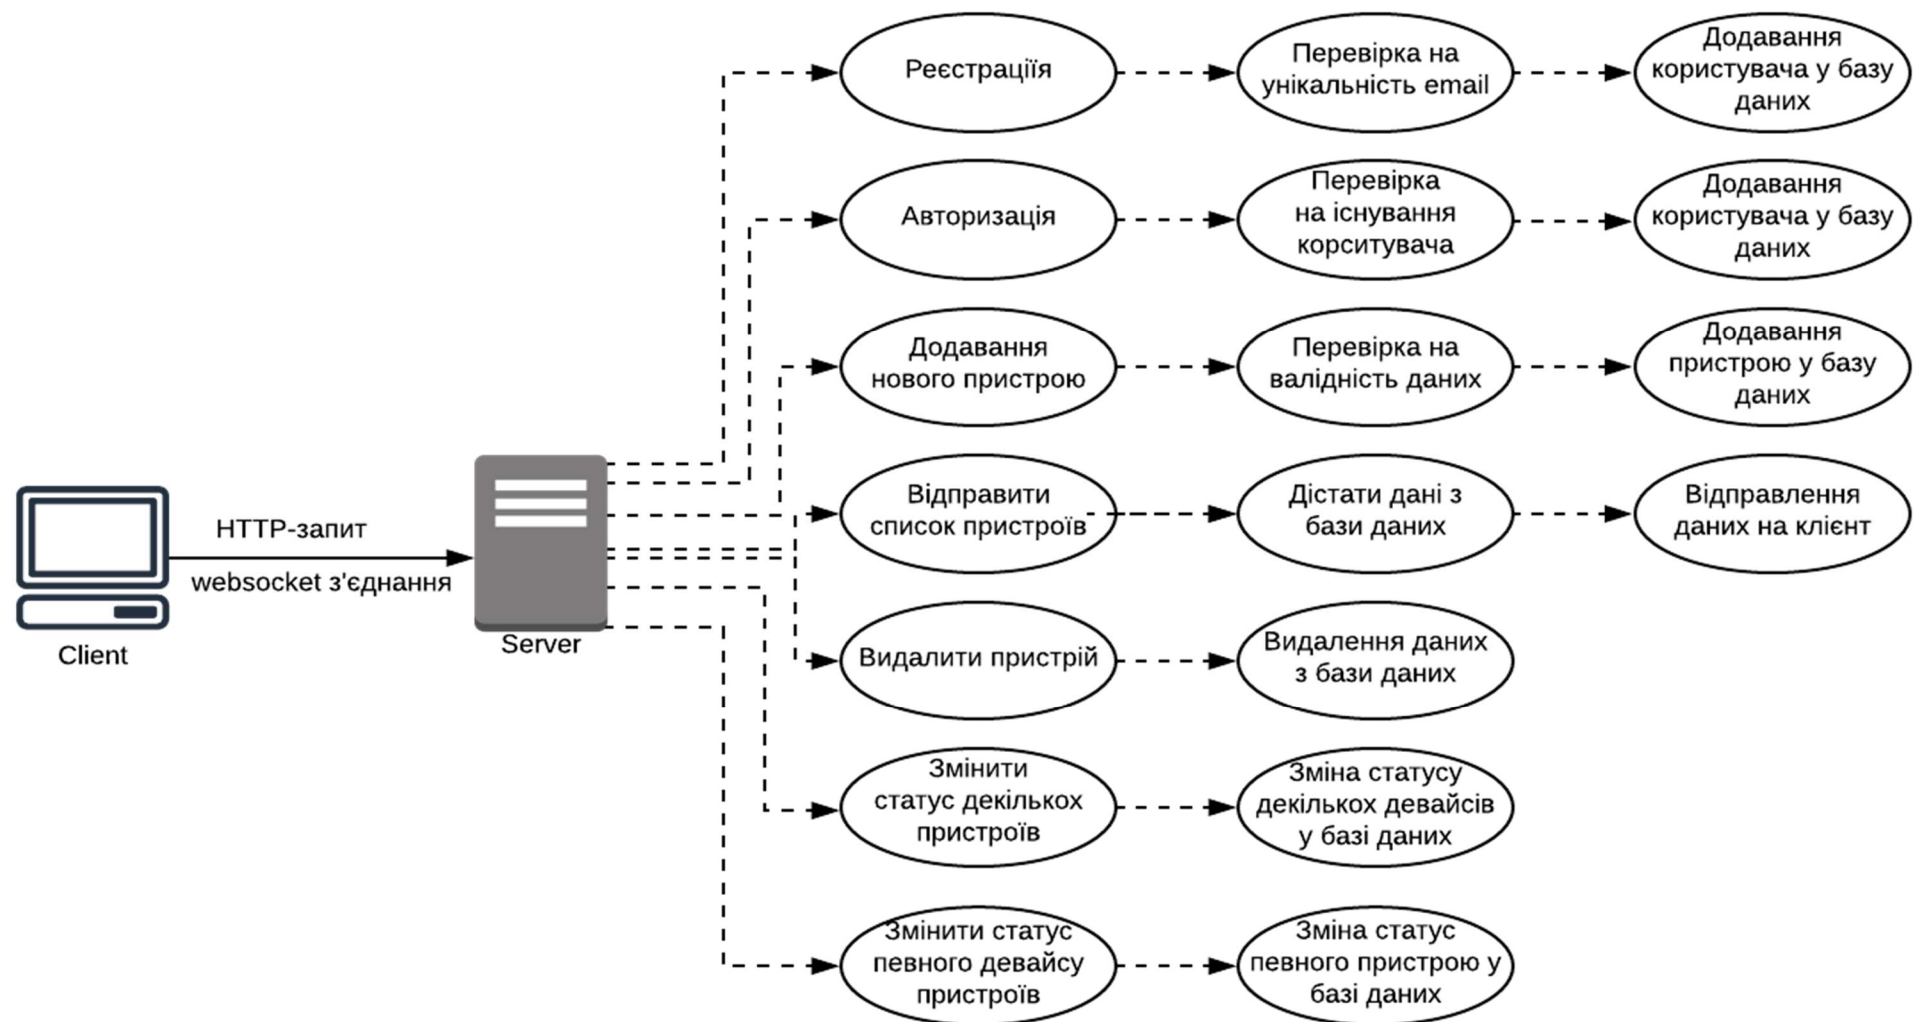 Реєстраціїя
Перевірка на
унікальність email
Додавання
користувача у базу
даних
Авторизація
Перевірка
на існування
корситувача
Додавання
користувача у базу
даних
Додавання
нового пристрою
Перевірка на
валідність даних
Додавання
пристрою у базу
даних
HTTP-запит
websocket з'єднання
Client
Server
Відправити
список пристроїв
Дістати дані з
бази даних
Відправлення
даних на клієнт
Видалити пристрій
Видалення даних
з бази даних
Змінити
статус декількох
пристроїв
Зміна статусу
декількох девайсів
у базі даних
Змінити статус
певного девайсу
пристроїв
Зміна статус
певного пристрою у
базі даних